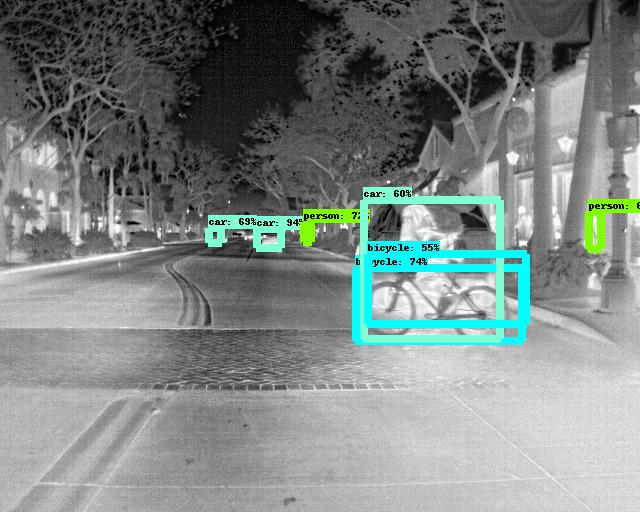 car: 60%
person: 6
person: 72
car: 69%
car: 94%
bicycle: 55%
bicycle: 74%